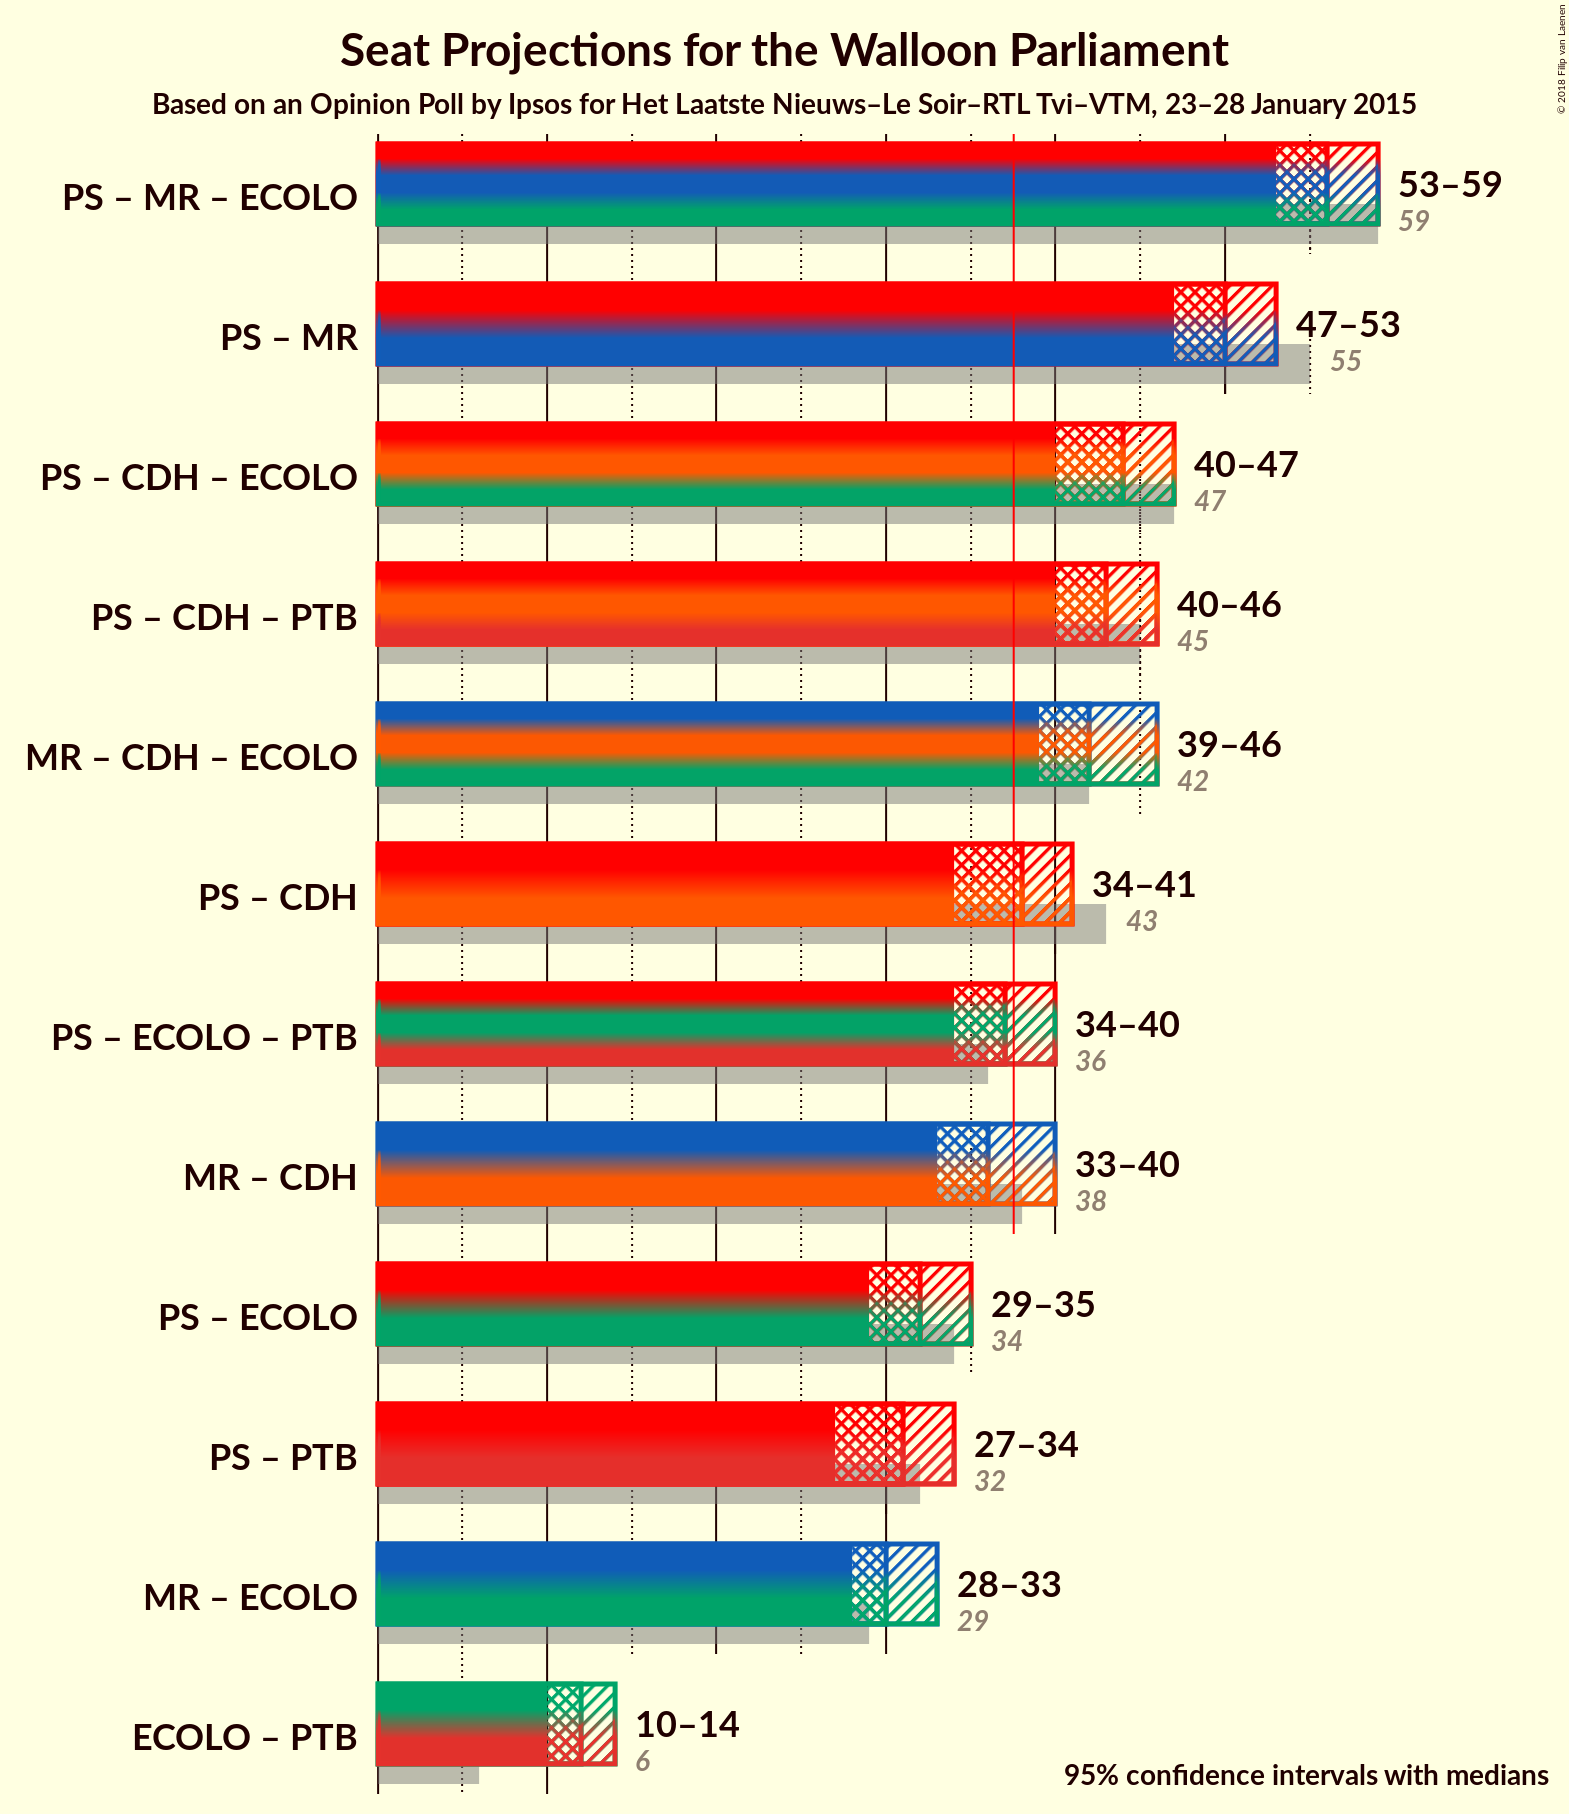 Seat Projections for the Walloon Parliament
Based on an Opinion Poll by Ipsos for Het Laatste Nieuws–Le Soir–RTL Tvi–VTM, 23–28 January 2015
© 2018 Filip van Laenen
PS – MR – ECOLO
53–59
59
PS – MR
47–53
55
PS – CDH – ECOLO
40–47
47
PS – CDH – PTB
40–46
45
MR – CDH – ECOLO
39–46
42
PS – CDH
34–41
43
PS – ECOLO – PTB
34–40
36
MR – CDH
33–40
38
PS – ECOLO
29–35
34
PS – PTB
27–34
32
MR – ECOLO
28–33
29
ECOLO – PTB
10–14
6
95% confidence intervals with medians